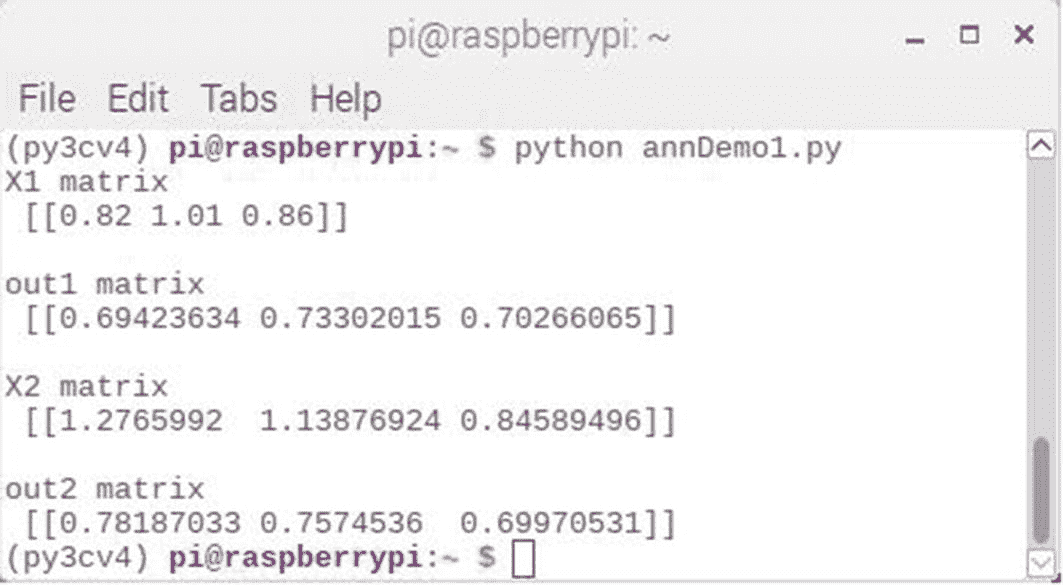 pi@raspberrypi: ~
File Edit Tabs Help
(py3cv4) pi@raspberrypi:~ $ python annDemo1.py
X1 matrix
 [[0.82 1.01 0.86]]
out1 matrix
 [[0.69423634 0.73302015 0.70266065]]
X2 matrix
 [[1.2765992  1.13876924 0.84589496]]
out2 matrix
 [[0.78187033 0.7574536  0.69970531]]
(py3cv4) pi@raspberrypi:~ $